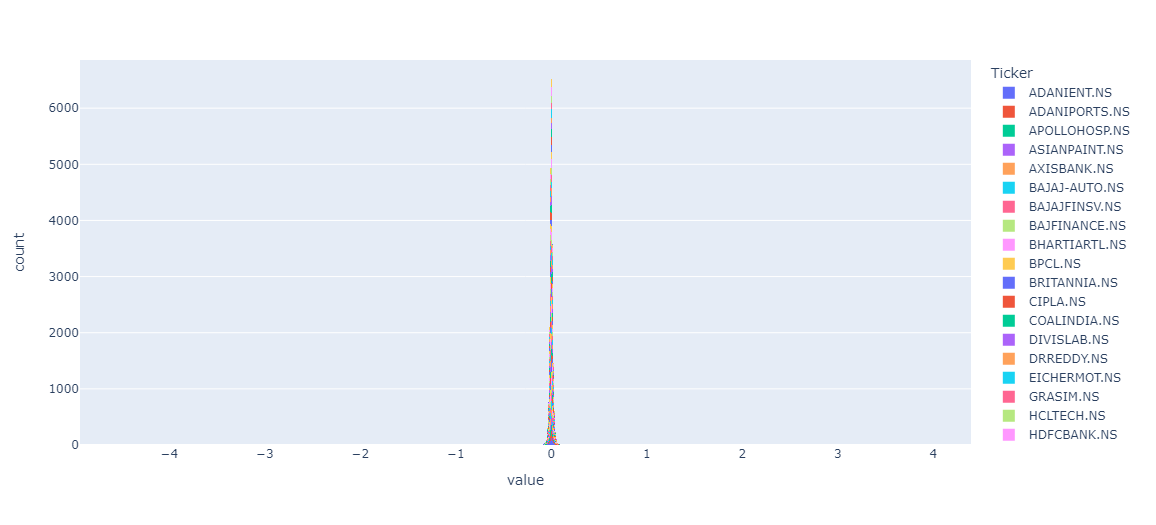 Ticker
ADANIENT.NS
ADANIPORTS.NS
APOLLOHOSP.NS
ASIANPAINT.NS
AXISBANK.NS
BAJAJ-AUTO.NS
BAJAJFINSV.NS
BAJFINANCE.NS
BHARTIARTL.NS
BPCL.NS
BRITANNIA.NS
CIPLA.NS
COALINDIA.NS
DIVISLAB.NS
DRREDDY.NS
EICHERMOT.NS
GRASIM.NS
HCLTECH.NS
HDFCBANK.NS
count
6000
5000
4000
3000
2000
1000
0
−4 −3 −2 −1 0 1 2 3 4
value